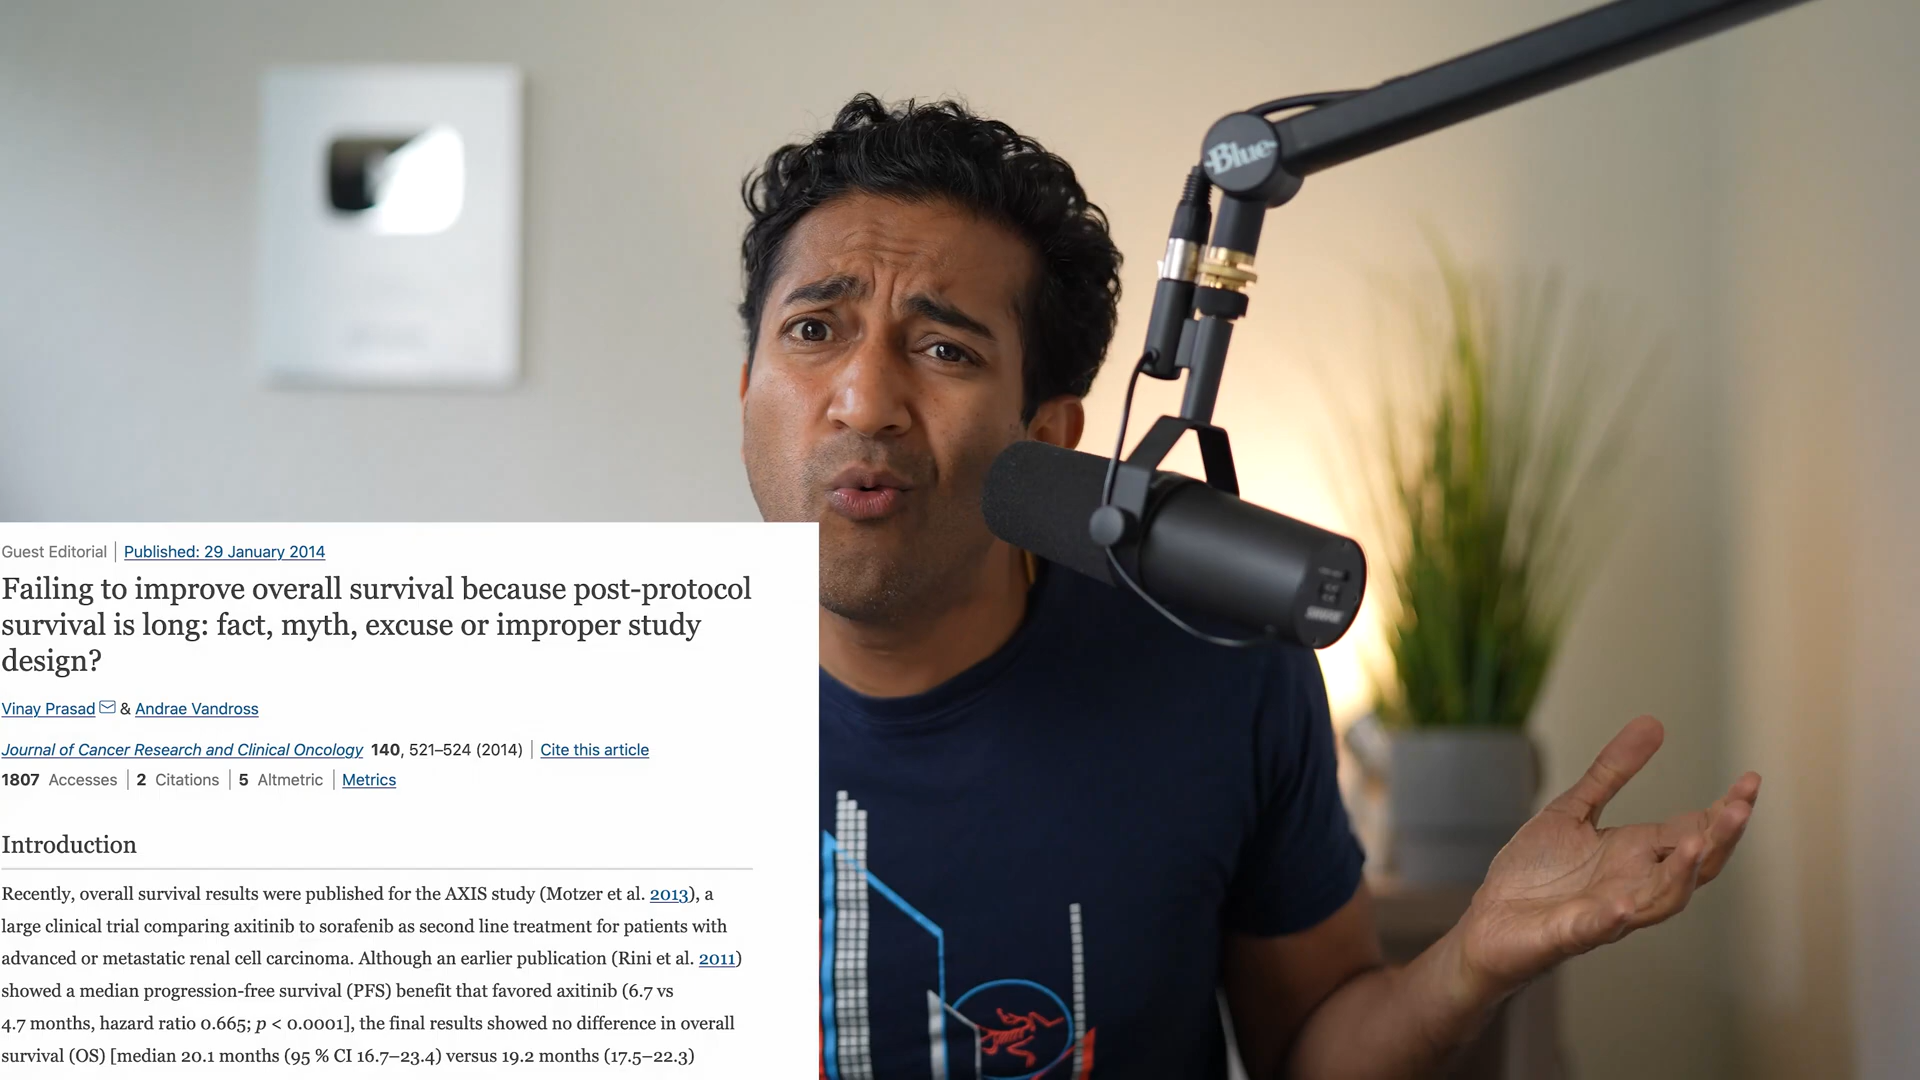 Blue
Guest Editorial | Published: 29 January 2014
Failing to improve overall survival because post-protocol
survival is long: fact, myth, excuse or improper study
design?
Vinay Prasad & Andrae Vandross
Journal of Cancer Research and Clinical Oncology 140, 521–524 (2014) | Cite this article
1807 Accesses | 2 Citations | 5 Altmetric | Metrics
Introduction
Recently, overall survival results were published for the AXIS study (Motzer et al. 2013), a
large clinical trial comparing axitinib to sorafenib as second line treatment for patients with
advanced or metastatic renal cell carcinoma. Although an earlier publication (Rini et al. 2011)
showed a median progression-free survival (PFS) benefit that favored axitinib (6.7 vs
4.7 months, hazard ratio 0.665; p < 0.0001], the final results showed no difference in overall
survival (OS) [median 20.1 months (95 % CI 16.7–23.4) versus 19.2 months (17.5–22.3)